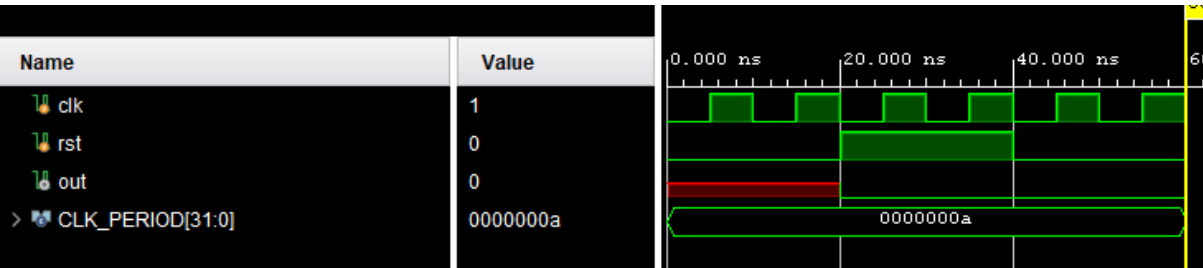 Name Value
0.000 ns 20.000 ns 40.000 ns
clk 1
rst 0
out 0
CLK_PERIOD[31:0] 0000000a 0000000a